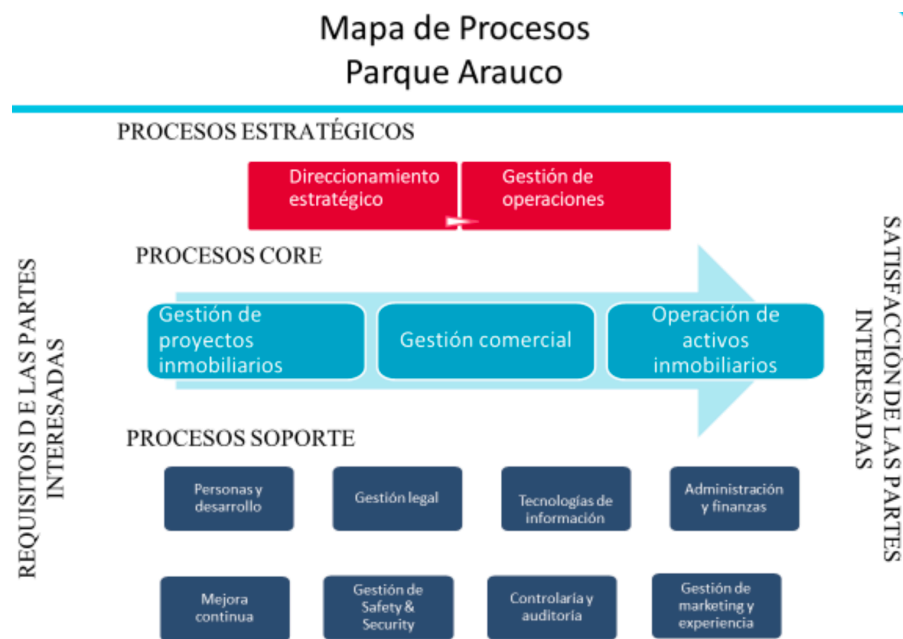 Mapa de Procesos
Parque Arauco
PROCESOS ESTRATÉGICOS
Direccionamiento
estratégico
Gestión de
operaciones
PROCESOS CORE
Gestión de
proyectos
inmobiliarios
Gestión comercial
Operación de
activos
inmobiliarios
PROCESOS SOPORTE
Personas y
desarrollo
Gestión legal
Tecnologías de
información
Administración
y finanzas
Mejora
continua
Gestión de
Safety &
Security
Controlaría y
auditoría
Gestión de
marketing y
experiencia
REQUISITOS D E LAS PARTES
INTERESADAS
SATISFACCIÓN DE LAS PARTES
INTERESADAS